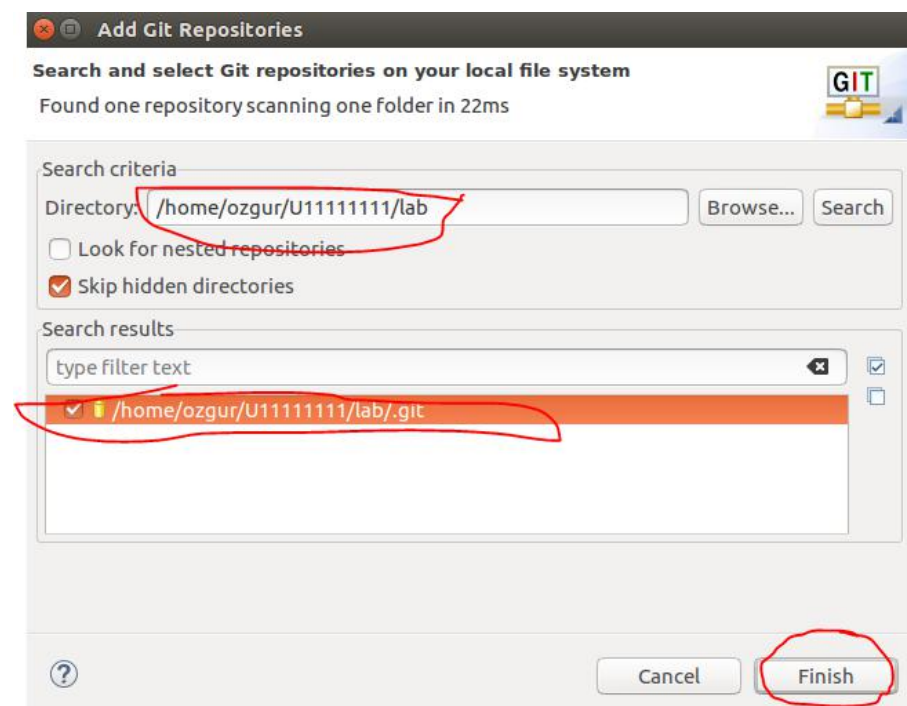 Add Git Repositories
Search and select Git repositories on your local file system
Found one repository scanning one folder in 22ms
GIT
Search criteria
Directory: /home/ozgur/U11111111/lab Browse... Search
Look for nested repositories
Skip hidden directories
Search results
type filter text
/home/ozgur/U11111111/lab/.git
? Cancel Finish